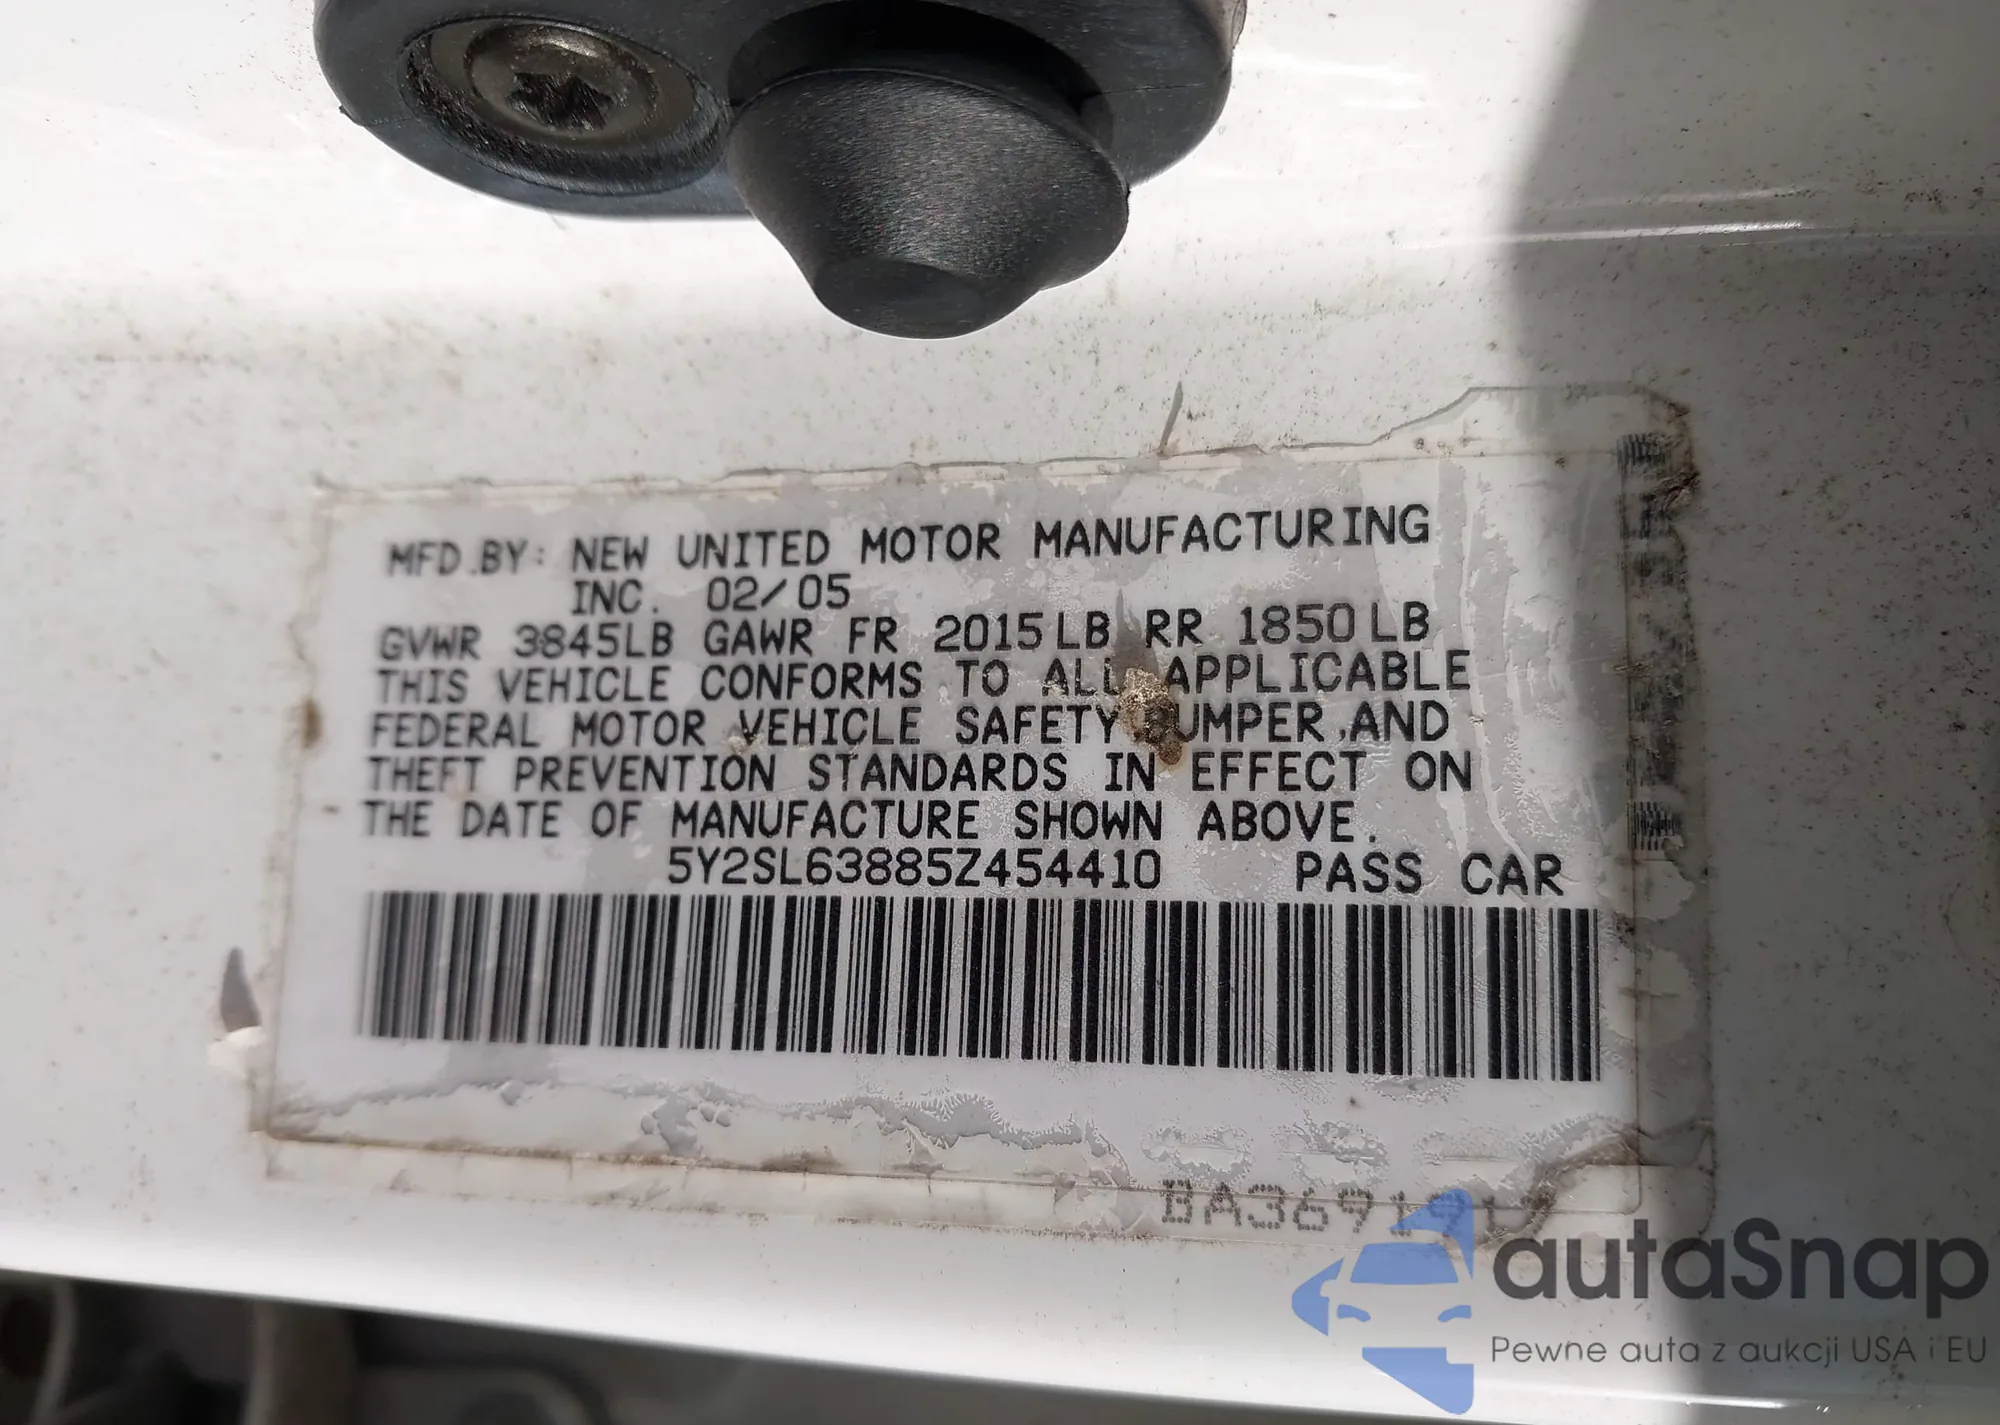 MFD.BY: NEW UNITED MOTOR MANUFACTURING
INC. 02/05
GVWR 3845LB GAWR FR 2015LB RR 1850LB
THIS VEHICLE CONFORMS TO ALL APPLICABLE
FEDERAL MOTOR VEHICLE SAFETY,BUMPER,AND
THEFT PREVENTION STANDARDS IN EFFECT ON
THE DATE OF MANUFACTURE SHOWN ABOVE.
5Y2SL63885Z454410 PASS CAR
autaSnap
Pewne auta z aukcji USA i EU